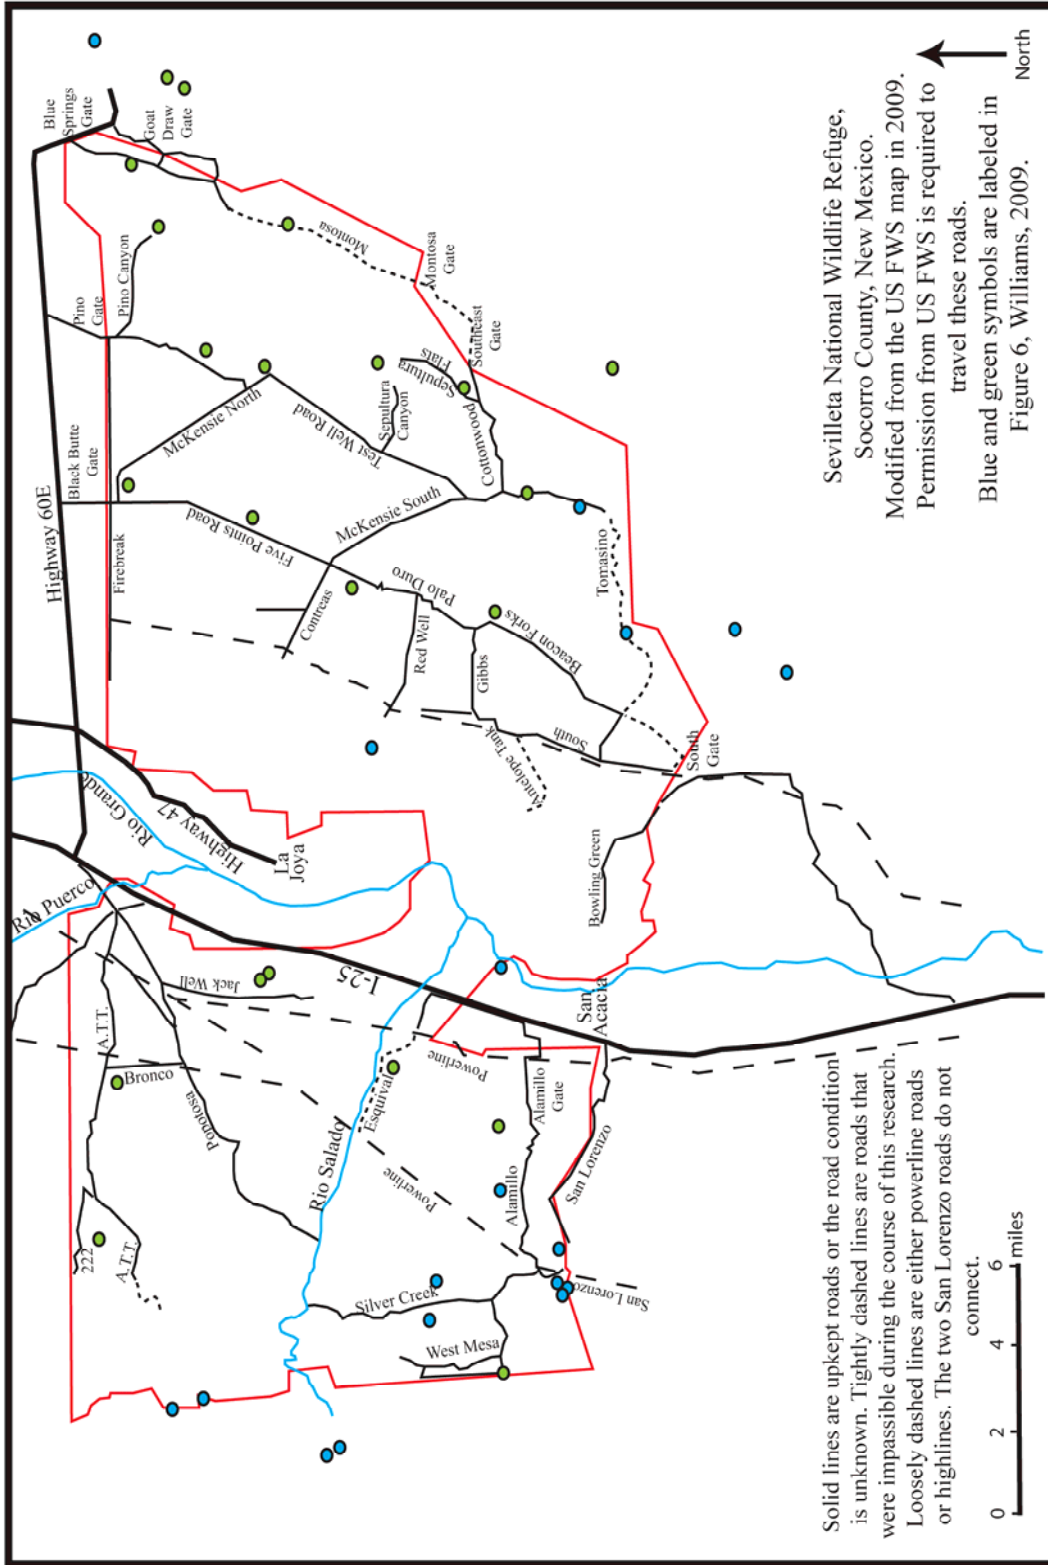 Highway 60E
Blue
Springs
Gate
Goat
Draw
Gate
Pino
Gate
Pino Canyon
Black Butte
Gate
Firebreak
McKensie North
Montosa
Montosa
Gate
Test Well Road
Sepultura
Canyon
Sepultura
Flats
Southeast
Gate
Cottonwood
McKensie South
Five Points Road
Contreas
Palo Duro
Red Well
Gibbs
Beacon Forks
Tomasino
South
Antelope Tank
South
Gate
Bowling Green
Rio Grande
Highway 47
La
Joya
Rio Puerco
I-25
Jack Well
A.T.T.
Bronco
Popotosa
222
A.T.T.
Rio Salado
Esquival
Powerline
Powerline
San
Acacia
Alamillo
Gate
Alamillo
San Lorenzo
San Lorenzo
Silver Creek
West Mesa
Sevilleta National Wildlife Refuge,
Socorro County, New Mexico.
Modified from the US FWS map in 2009.
Permission from US FWS is required to
travel these roads.
Blue and green symbols are labeled in
Figure 6, Williams, 2009.
North
Solid lines are upkept roads or the road condition
is unknown. Tightly dashed lines are roads that
were impassible during the course of this research.
Loosely dashed lines are either powerline roads
or highlines. The two San Lorenzo roads do not
connect.
0 2 4 6
miles